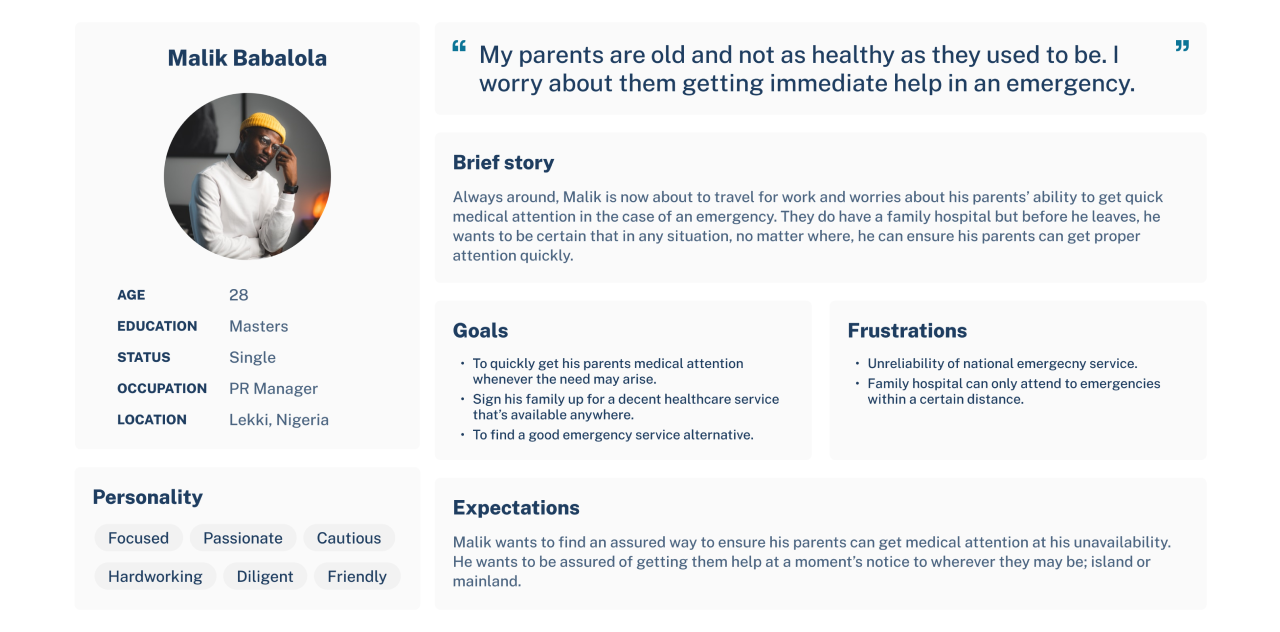 Malik Babalola
AGE 28
EDUCATION Masters
STATUS Single
OCCUPATION PR Manager
LOCATION Lekki, Nigeria
Personality
Focused Passionate Cautious
Hardworking Diligent Friendly
“ My parents are old and not as healthy as they used to be. I ”
worry about them getting immediate help in an emergency.
Brief story
Always around, Malik is now about to travel for work and worries about his parents’ ability to get quick
medical attention in the case of an emergency. They do have a family hospital but before he leaves, he
wants to be certain that in any situation, no matter where, he can ensure his parents can get proper
attention quickly.
Goals
• To quickly get his parents medical attention
whenever the need may arise.
• Sign his family up for a decent healthcare service
that’s available anywhere.
• To find a good emergency service alternative.
Frustrations
• Unreliability of national emergecny service.
• Family hospital can only attend to emergencies
within a certain distance.
Expectations
Malik wants to find an assured way to ensure his parents can get medical attention at his unavailability.
He wants to be assured of getting them help at a moment’s notice to wherever they may be; island or
mainland.